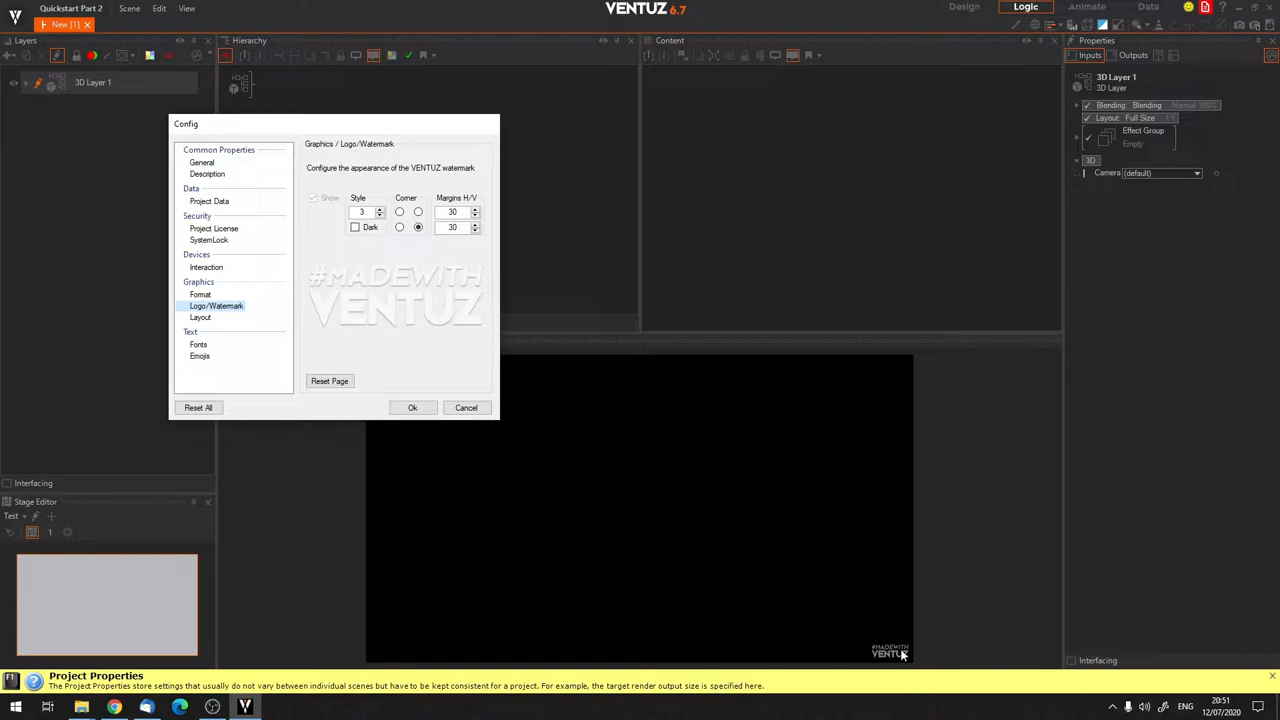 Quickstart Part 2
Scene
Edit
View
VENTUZ 6.7
Design
Logic
Animate
Data
New [1]
Layers
Hierarchy
Content
Properties
Inputs
Outputs
3D Layer 1
3D Layer 1
3D Layer
Blending: Blending
Normal 100%
Layout: Full Size
Effect Group
Empty
3D
Camera
(default)
Config
Common Properties
General
Description
Data
Project Data
Security
Project License
SystemLock
Devices
Interaction
Graphics
Format
Logo/Watermark
Layout
Text
Fonts
Emojis
Graphics / Logo/Watermark
Configure the appearance of the VENTUZ watermark
Show
Style
Corner
Margins H/V
3
30
Dark
30
#MADEWITH
VENTUZ
Reset Page
Reset All
Ok
Cancel
Interfacing
Stage Editor
Test
1
#MADEWITH
VENTUZ
Interfacing
F1
Project Properties
The Project Properties store settings that usually do not vary between individual scenes but have to be kept consistent for a project. For example, the target render output size is specified here.
ENG
20:51
12/07/2020